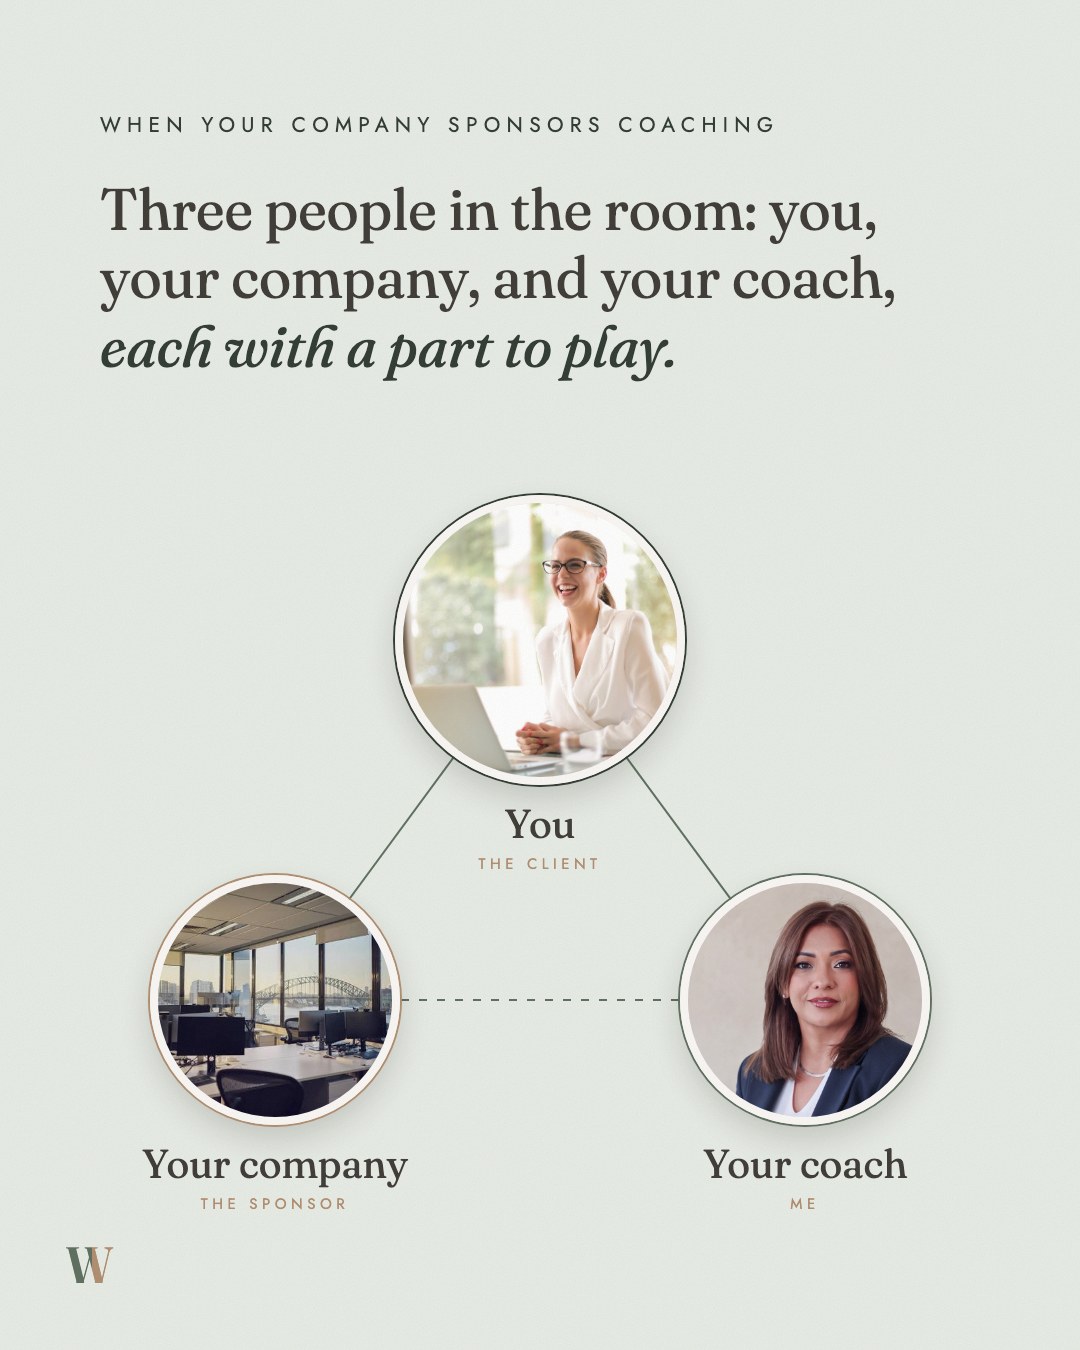 WHEN YOUR COMPANY SPONSORS COACHING
Three people in the room: you,
your company, and your coach,
each with a part to play.
You
THE CLIENT
Your company
THE SPONSOR
Your coach
ME
W